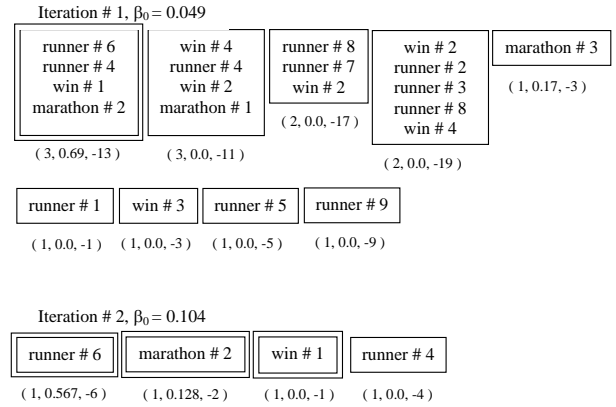 Iteration # 1, β₀ = 0.049
runner # 6
runner # 4
win # 1
marathon # 2
( 3, 0.69, -13 )
win # 4
runner # 4
win # 2
marathon # 1
( 3, 0.0, -11 )
runner # 8
runner # 7
win # 2
( 2, 0.0, -17 )
win # 2
runner # 2
runner # 3
runner # 8
win # 4
( 2, 0.0, -19 )
marathon # 3
( 1, 0.17, -3 )
runner # 1
( 1, 0.0, -1 )
win # 3
( 1, 0.0, -3 )
runner # 5
( 1, 0.0, -5 )
runner # 9
( 1, 0.0, -9 )
Iteration # 2, β₀ = 0.104
runner # 6
(1, 0.567, -6 )
marathon # 2
( 1, 0.128, -2 )
win # 1
( 1, 0.0, -1 )
runner # 4
( 1, 0.0, -4 )